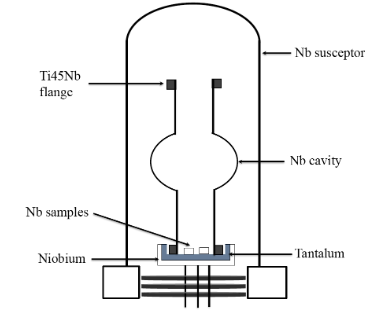 Nb susceptor
Ti45Nb
flange
Nb cavity
Nb samples
Niobium
Tantalum